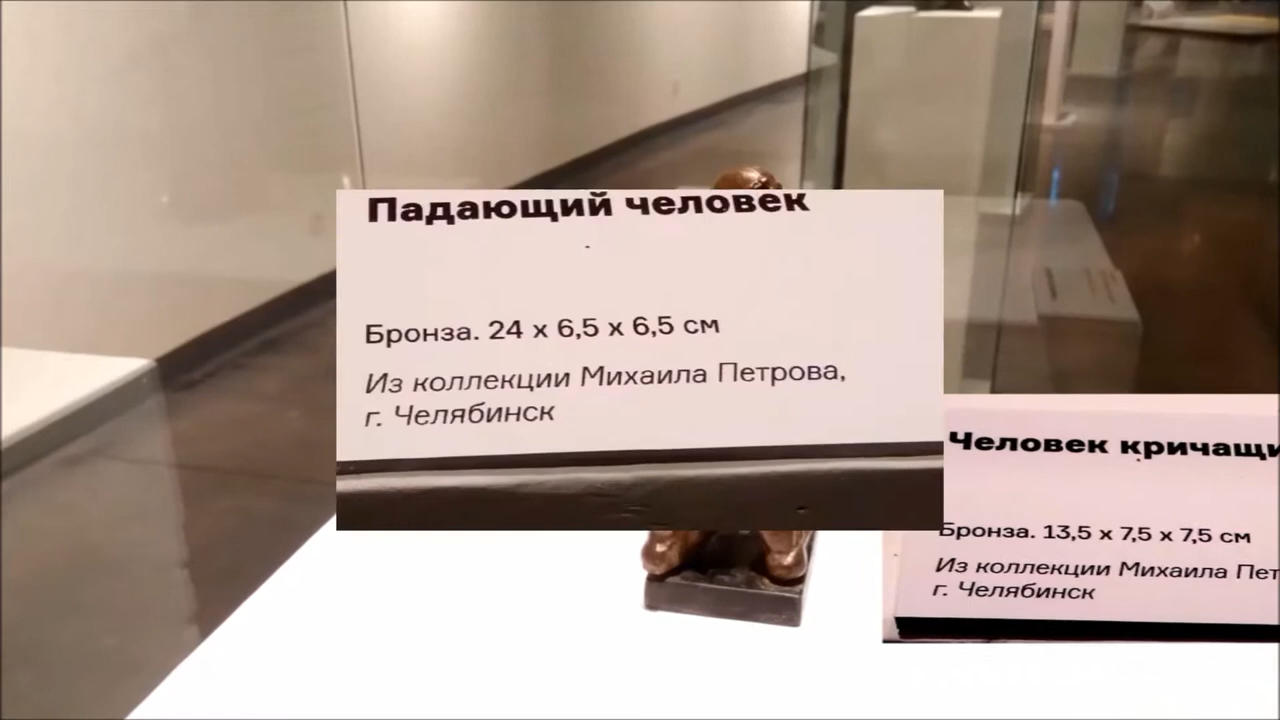 Падающий человек
Бронза. 24 х 6,5 х 6,5 см
Из коллекции Михаила Петрова,
г. Челябинск
Человек кричащи
Бронза. 13,5 х 7,5 х 7,5 см
Из коллекции Михаила Пет
г. Челябинск